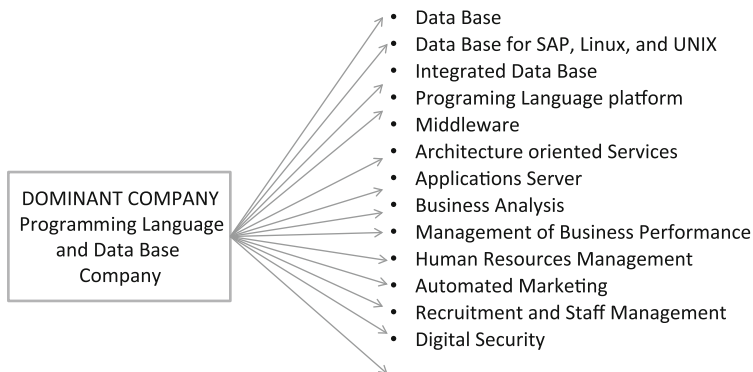 DOMINANT COMPANY
Programming Language
and Data Base
Company
• Data Base
• Data Base for SAP, Linux, and UNIX
• Integrated Data Base
• Programing Language platform
• Middleware
• Architecture oriented Services
• Applications Server
• Business Analysis
• Management of Business Performance
• Human Resources Management
• Automated Marketing
• Recruitment and Staff Management
• Digital Security